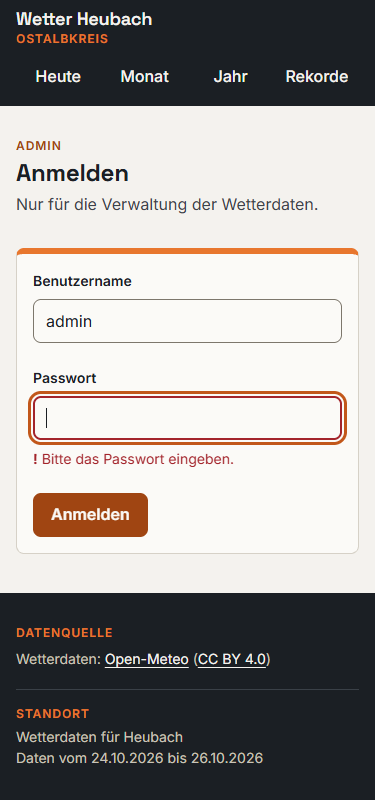 Wetter Heubach
OSTALBKREIS
Heute Monat Jahr Rekorde
ADMIN
Anmelden
Nur für die Verwaltung der Wetterdaten.
Benutzername
admin
Passwort
! Bitte das Passwort eingeben.
Anmelden
DATENQUELLE
Wetterdaten: Open-Meteo (CC BY 4.0)
STANDORT
Wetterdaten für Heubach
Daten vom 24.10.2026 bis 26.10.2026